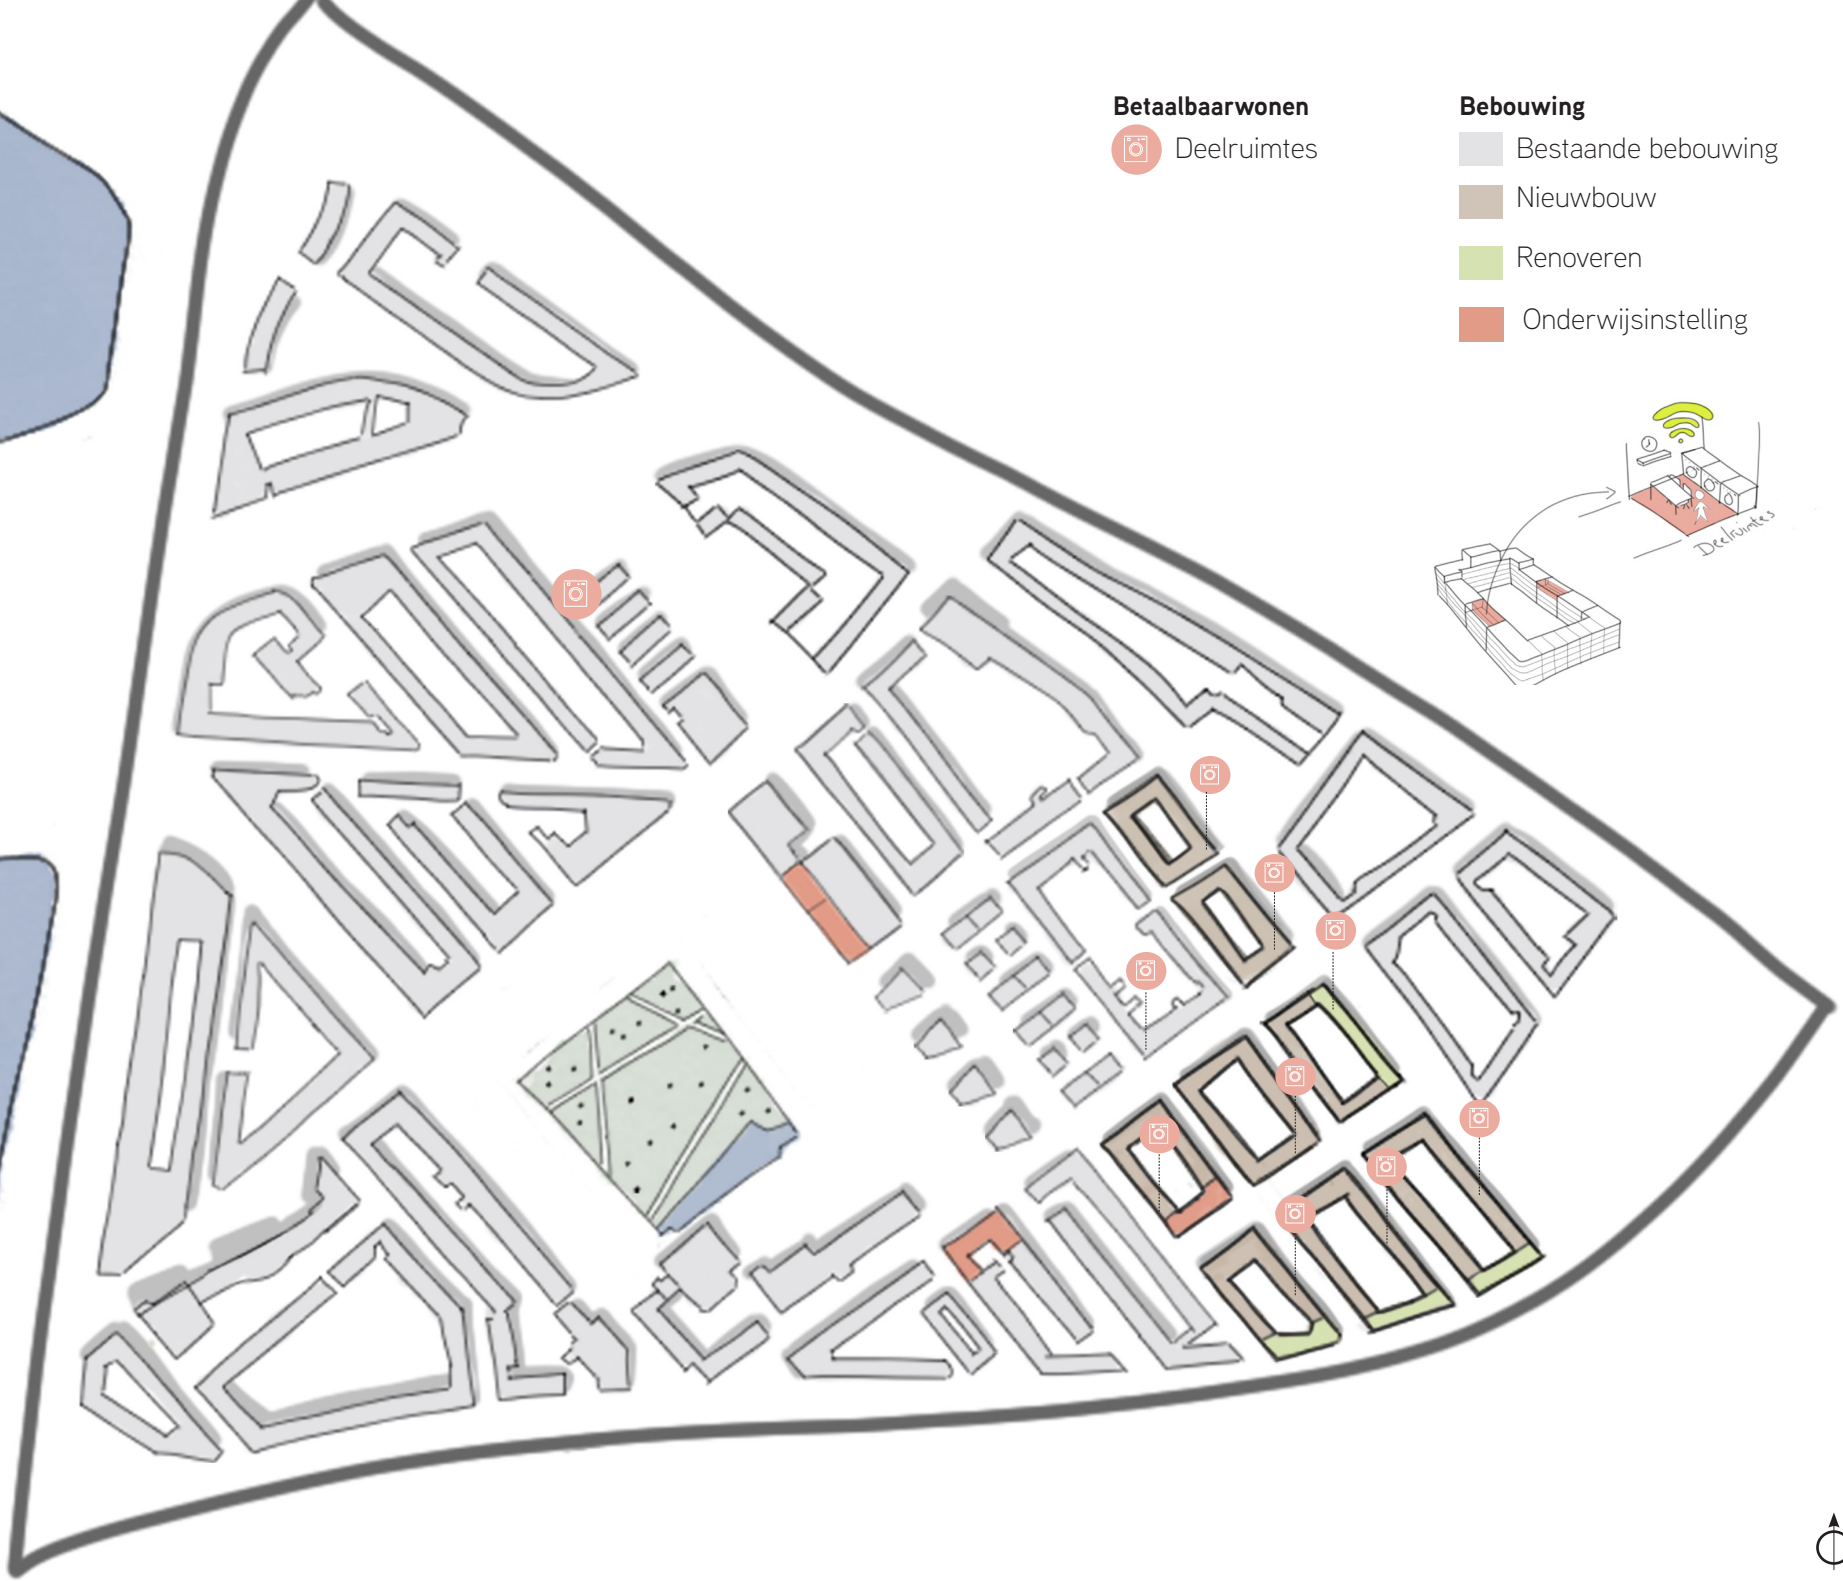 Betaalbaarwonen
Deelruimtes
Bebouwing
Bestaande bebouwing
Nieuwbouw
Renoveren
Onderwijsinstelling
Deelruimtes